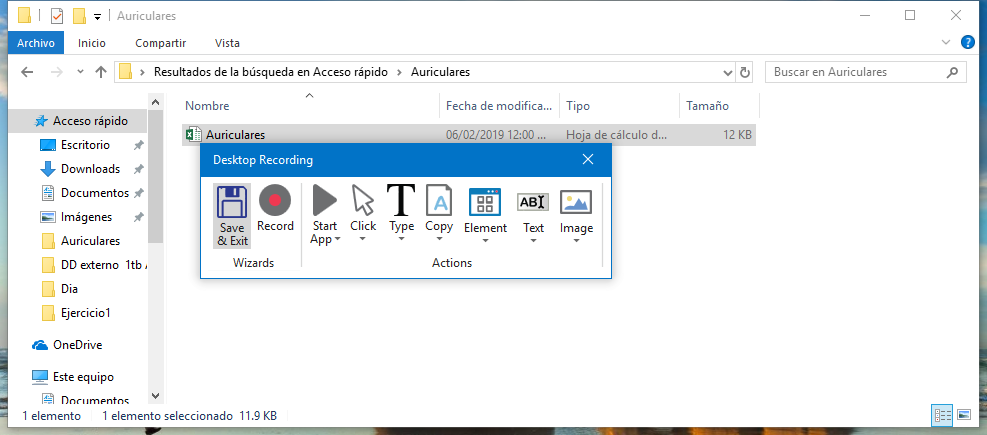 Auriculares
Archivo Inicio Compartir Vista
Resultados de la búsqueda en Acceso rápido Auriculares
Buscar en Auriculares
Nombre Fecha de modifica... Tipo Tamaño
Auriculares 06/02/2019 12:00 ... Hoja de cálculo d... 12 KB
Acceso rápido
Escritorio
Downloads
Documentos
Imágenes
Auriculares
DD externo 1tb A
Dia
Ejercicio1
OneDrive
Este equipo
Documentos
Desktop Recording
Save & Exit
Record
Start App
Click
Type
Copy
Element
ABI
Text
Image
Wizards
Actions
1 elemento 1 elemento seleccionado 11.9 KB